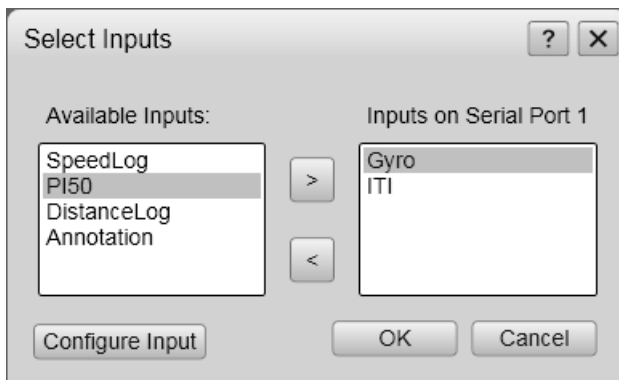 Select Inputs
? X
Available Inputs:
Inputs on Serial Port 1
SpeedLog
PI50
DistanceLog
Annotation
>
<
Gyro
ITI
Configure Input
OK
Cancel